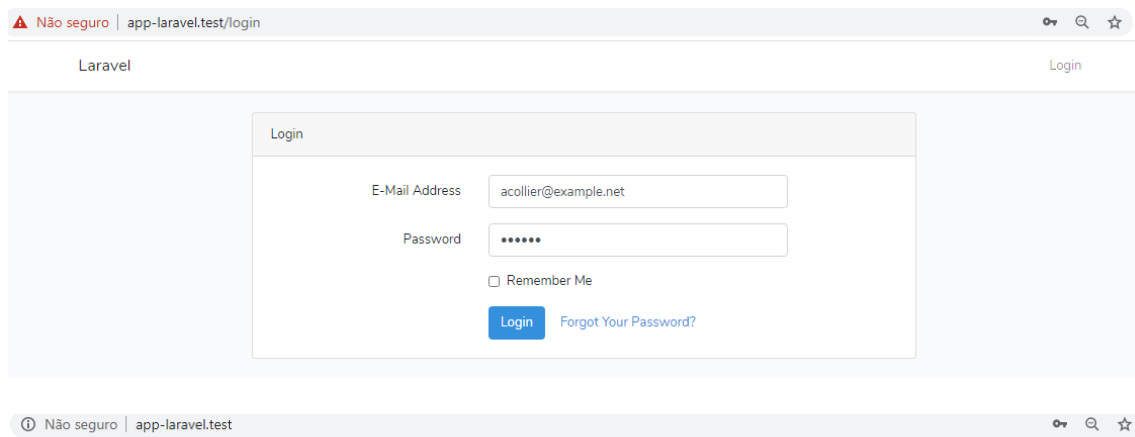 Não seguro | app-laravel.test/login
Laravel Login
Login
E-Mail Address acollier@example.net
Password ••••••
Remember Me
Login Forgot Your Password?
Não seguro | app-laravel.test